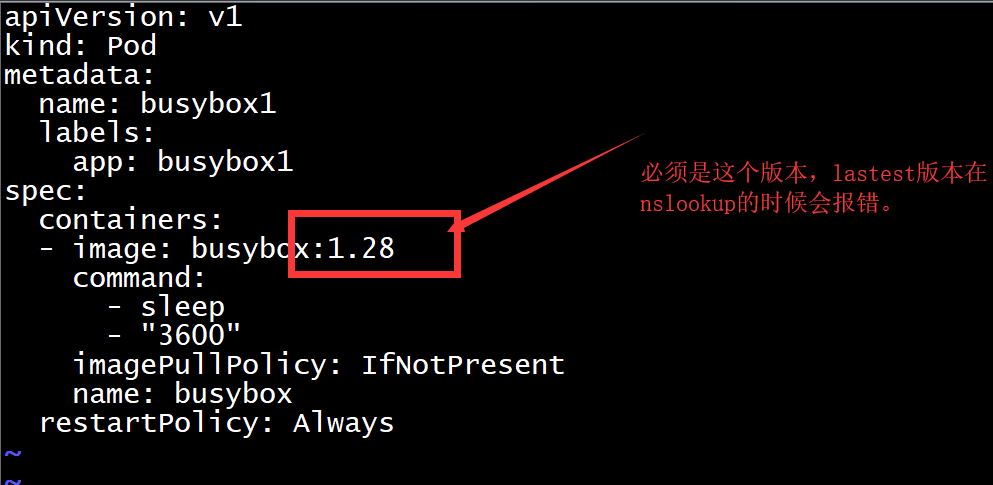 apiVersion: v1
kind: Pod
metadata:
  name: busybox1
  labels:
    app: busybox1
spec:
  containers:
  - image: busybox:1.28
    command:
      - sleep
      - "3600"
    imagePullPolicy: IfNotPresent
    name: busybox
  restartPolicy: Always
~
~
必须是这个版本，lastest版本在
nslookup的时候会报错。